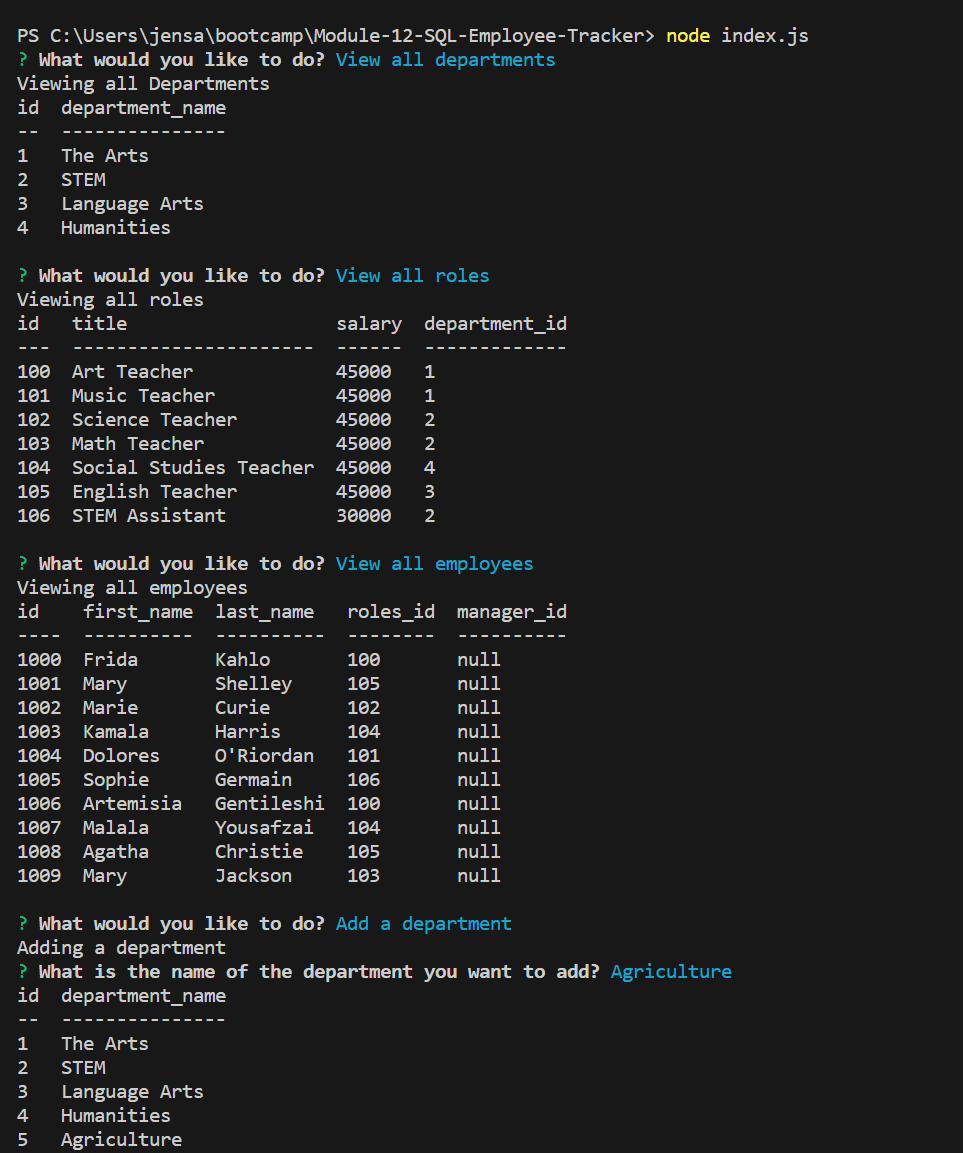 PS C:\Users\jensa\bootcamp\Module-12-SQL-Employee-Tracker> node index.js
? What would you like to do? View all departments
Viewing all Departments
id  department_name
--  ---------------
1   The Arts
2   STEM
3   Language Arts
4   Humanities
? What would you like to do? View all roles
Viewing all roles
id   title                   salary  department_id
---  ----------------------  ------  -------------
100  Art Teacher             45000   1
101  Music Teacher           45000   1
102  Science Teacher         45000   2
103  Math Teacher            45000   2
104  Social Studies Teacher  45000   4
105  English Teacher         45000   3
106  STEM Assistant          30000   2
? What would you like to do? View all employees
Viewing all employees
id    first_name  last_name   roles_id  manager_id
----  ----------  ----------  --------  ----------
1000  Frida       Kahlo       100       null
1001  Mary        Shelley     105       null
1002  Marie       Curie       102       null
1003  Kamala      Harris      104       null
1004  Dolores     O'Riordan   101       null
1005  Sophie      Germain     106       null
1006  Artemisia   Gentileshi  100       null
1007  Malala      Yousafzai   104       null
1008  Agatha      Christie    105       null
1009  Mary        Jackson     103       null
? What would you like to do? Add a department
Adding a department
? What is the name of the department you want to add? Agriculture
id  department_name
--  ---------------
1   The Arts
2   STEM
3   Language Arts
4   Humanities
5   Agriculture